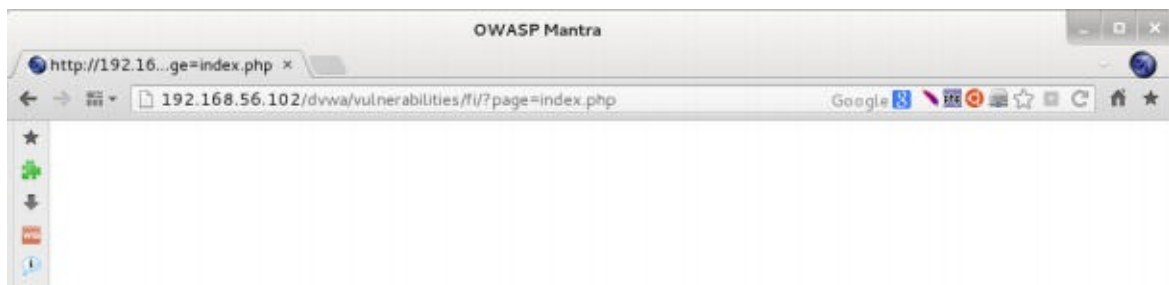 OWASP Mantra
http://192.16...ge=index.php ×
192.168.56.102/dvwa/vulnerabilities/fi/?page=index.php
Google 8